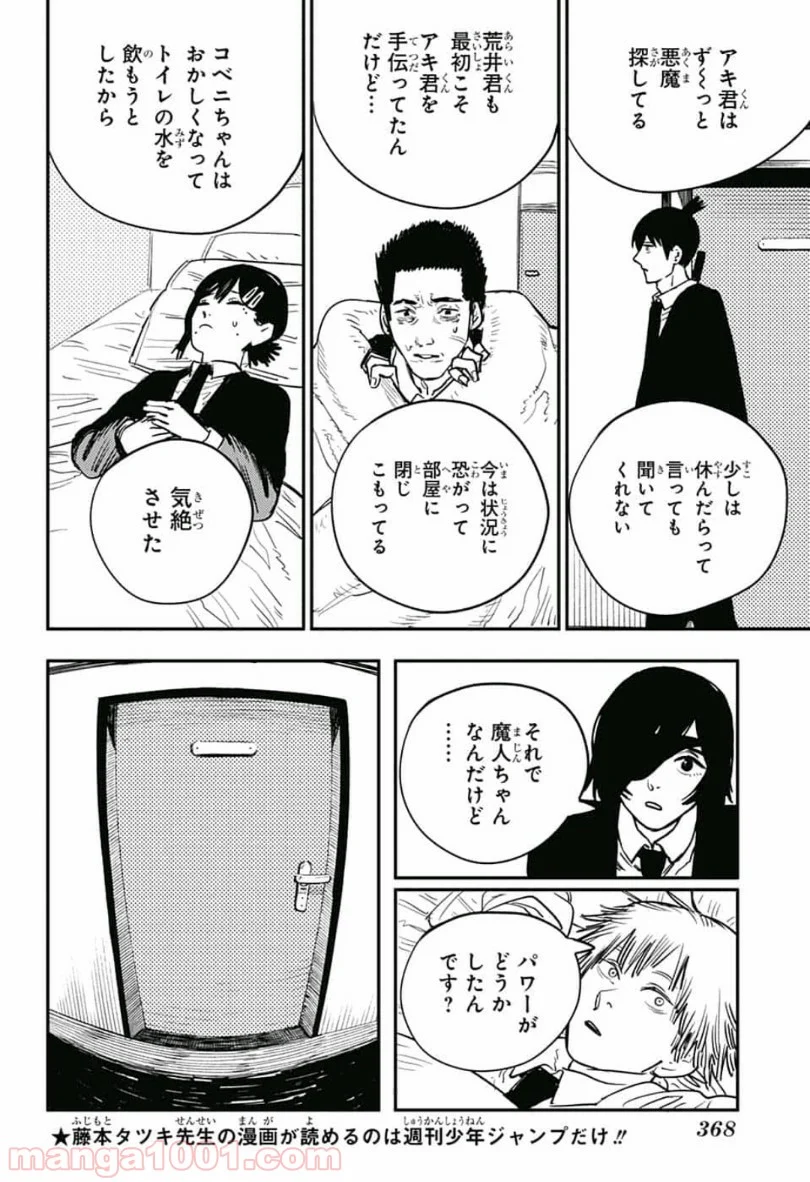 アキ君は
ず〜っと
悪魔
探してる
少しは
休んだらって
言っても
聞いて
くれない
荒井君も
最初こそ
アキ君を
手伝ってたん
だけど…
今は状況に
恐がって
部屋に
閉じ
こもってる
コベニちゃんは
おかしくなって
トイレの水を
飲もうと
したから
気絶
させた
それで
魔人ちゃん
なんだけど
……
パワーが
どうか
したん
です?
★藤本タツキ先生の漫画が読めるのは週刊少年ジャンプだけ!!
368
manga1001.com